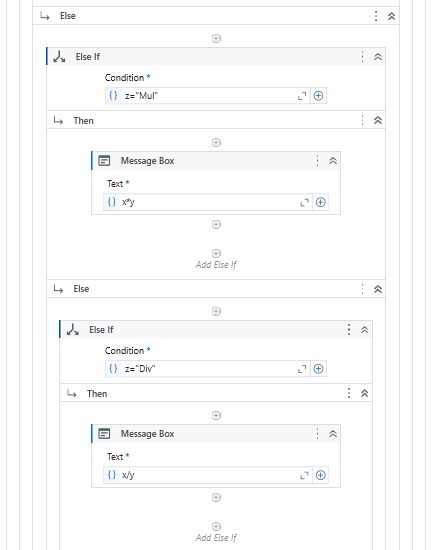 Else
Else If
Condition *
{} z="Mul"
Then
Message Box
Text *
{} x*y
Add Else If
Else
Else If
Condition *
{} z="Div"
Then
Message Box
Text *
{} x/y
Add Else If